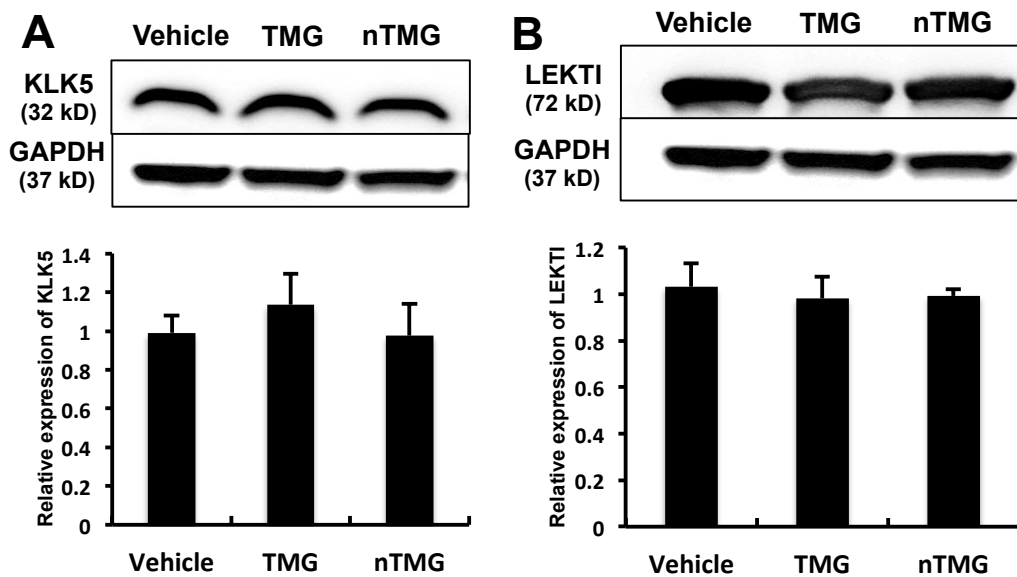 A
Vehicle TMG nTMG
KLK5
(32 kD)
GAPDH
(37 kD)
Relative expression of KLK5
1.4
1.2
1
0.8
0.6
0.4
0.2
0
Vehicle TMG nTMG
B
Vehicle TMG nTMG
LEKTI
(72 kD)
GAPDH
(37 kD)
Relative expression of LEKTI
1.2
1
0.8
0.6
0.4
0.2
0
Vehicle TMG nTMG